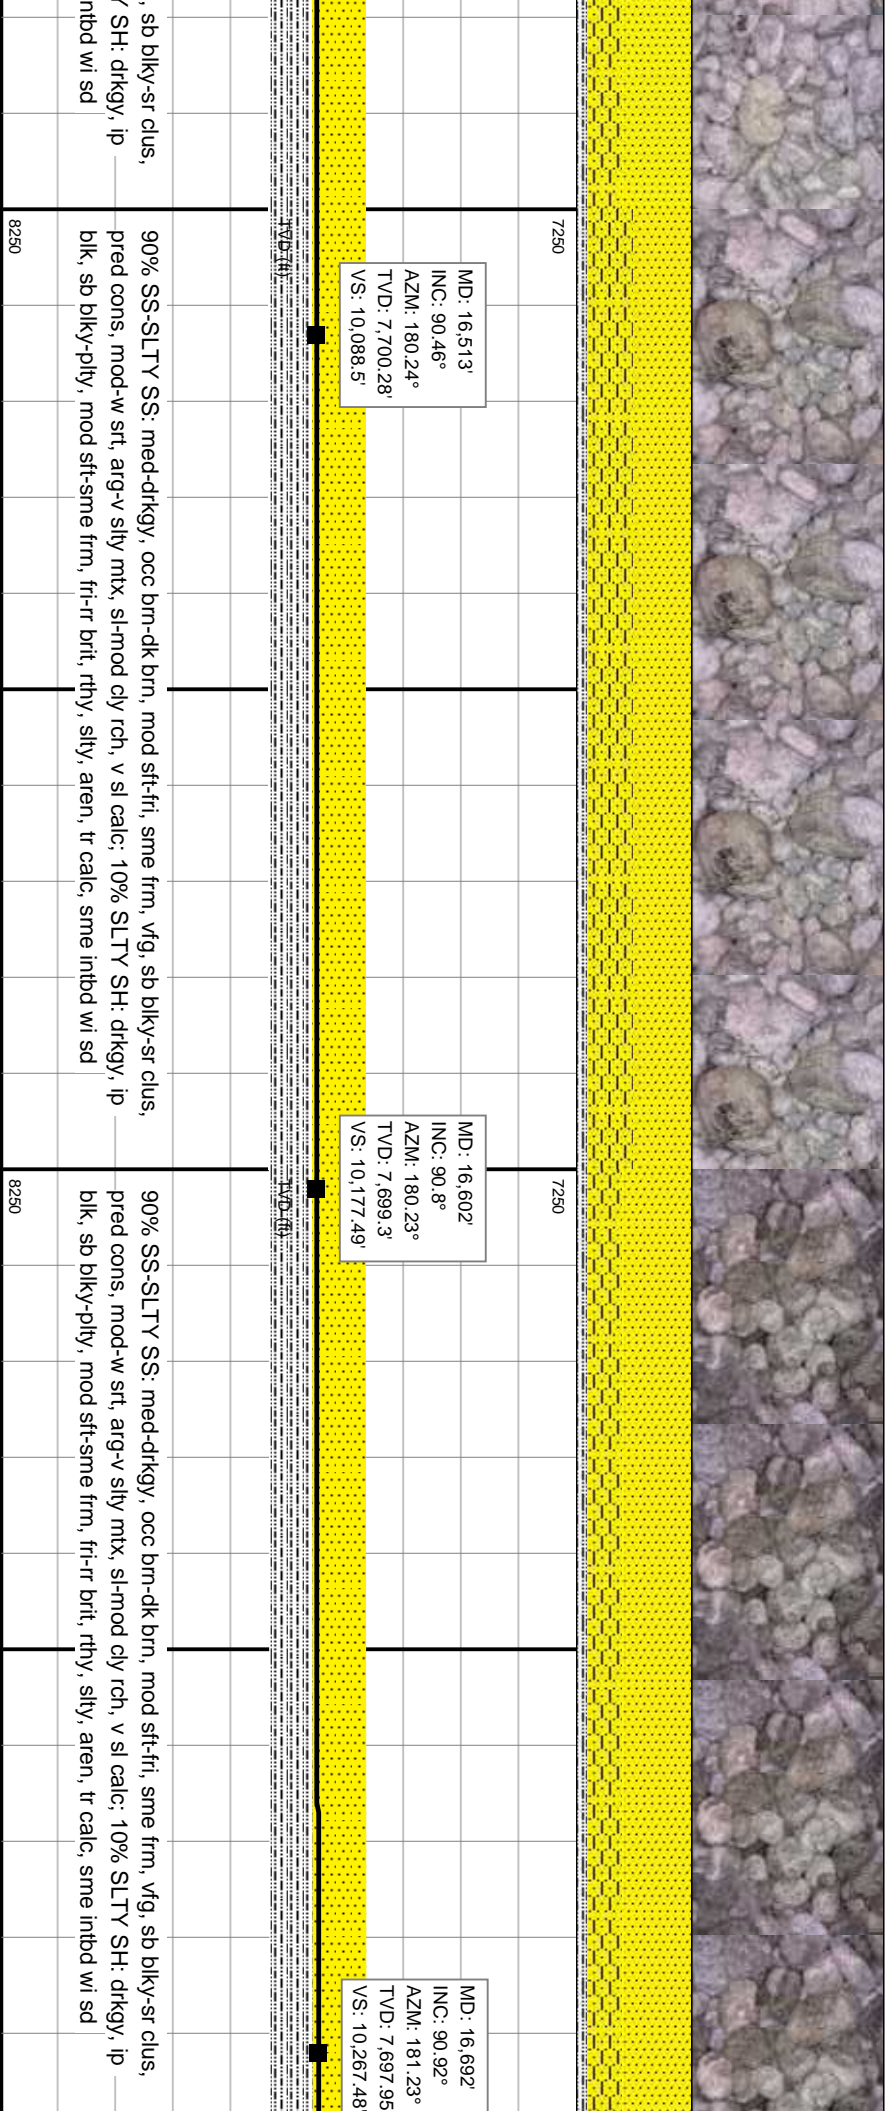 , sb blky-sr clus,
Y SH: drkgy, ip
ntbd wi sd
7250
MD: 16,513'
INC: 90.46°
AZM: 180.24°
TVD: 7,700.28'
VS: 10,088.5'
TVD (ft)
90% SS-SLTY SS: med-drkgy, occ brn-dk brn, mod sft-fri, sme frm, vfg, sb blky-sr clus,
pred cons, mod-w srt, arg-v slty mtx, sl-mod cly rch, v sl calc; 10% SLTY SH: drkgy, ip
blk, sb blky-plty, mod sft-sme frm, fri-rr brit, rthy, slty, aren, tr calc, sme intbd wi sd
8250
7250
MD: 16,602'
INC: 90.8°
AZM: 180.23°
TVD: 7,699.3'
VS: 10,177.49'
TVD (ft)
90% SS-SLTY SS: med-drkgy, occ brn-dk brn, mod sft-fri, sme frm, vfg, sb blky-sr clus,
pred cons, mod-w srt, arg-v slty mtx, sl-mod cly rch, v sl calc; 10% SLTY SH: drkgy, ip
blk, sb blky-plty, mod sft-sme frm, fri-rr brit, rthy, slty, aren, tr calc, sme intbd wi sd
8250
MD: 16,692'
INC: 90.92°
AZM: 181.23°
TVD: 7,697.95
VS: 10,267.48'